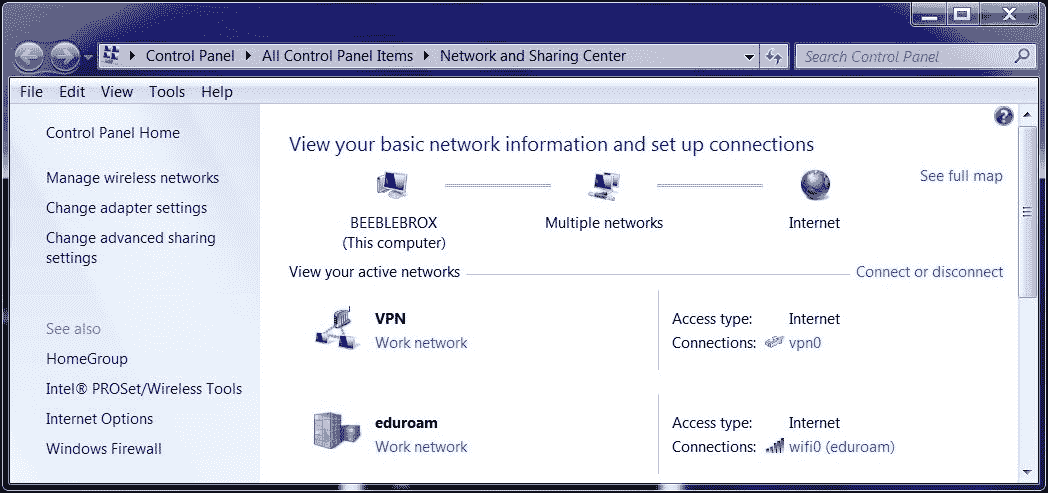 Control Panel All Control Panel Items Network and Sharing Center Search Control Panel
File Edit View Tools Help
Control Panel Home
Manage wireless networks
Change adapter settings
Change advanced sharing
settings
See also
HomeGroup
Intel® PROSet/Wireless Tools
Internet Options
Windows Firewall
View your basic network information and set up connections
See full map
BEEBLEBROX
(This computer)
Multiple networks
Internet
View your active networks
Connect or disconnect
VPN
Work network
Access type: Internet
Connections: vpn0
eduroam
Work network
Access type: Internet
Connections: wifi0 (eduroam)